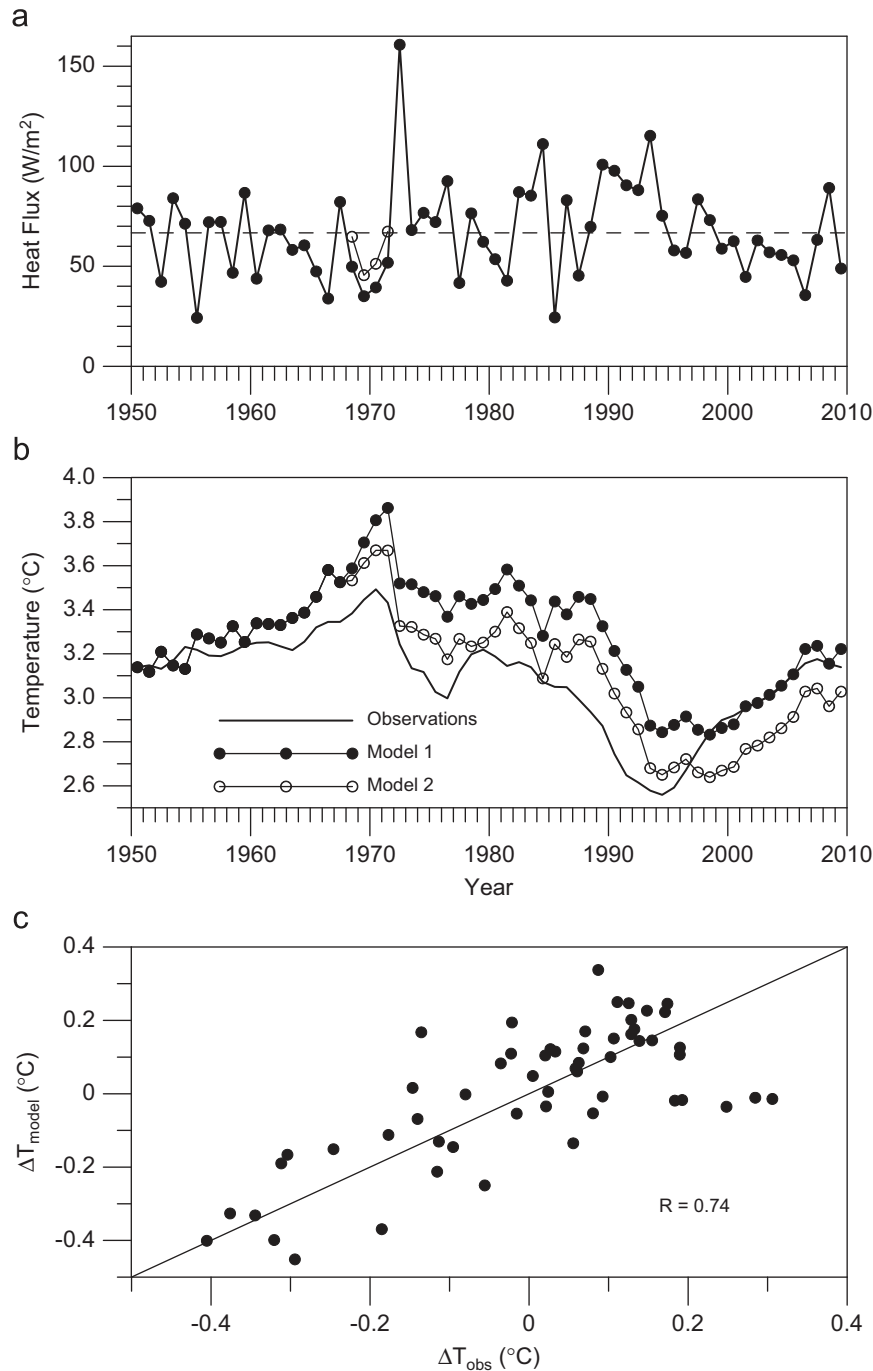 a
Heat Flux (W/m²)
150
100
50
0
1950 1960 1970 1980 1990 2000 2010
b
Temperature (°C)
4.0
3.8
3.6
3.4
3.2
3.0
2.8
2.6
Observations
Model 1
Model 2
1950 1960 1970 1980 1990 2000 2010
Year
c
ΔTmodel (°C)
0.4
0.2
0
-0.2
-0.4
R = 0.74
-0.4 -0.2 0 0.2 0.4
ΔTobs (°C)